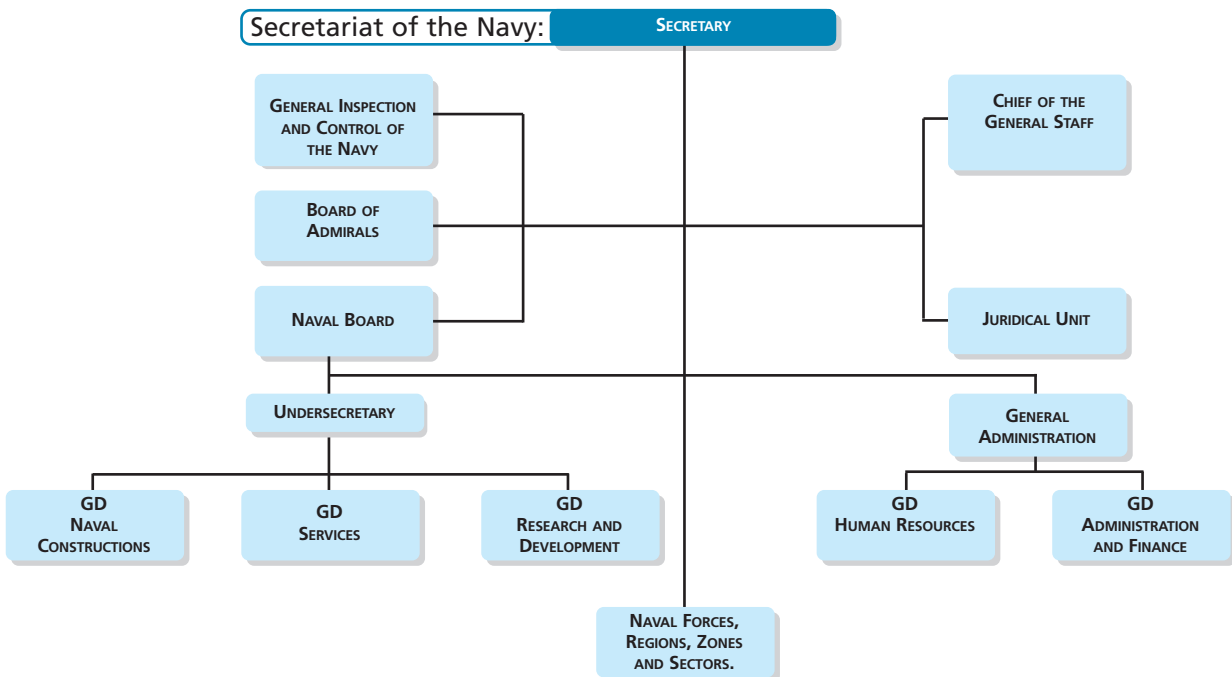 Secretariat of the Navy:
SECRETARY
GENERAL INSPECTION
AND CONTROL OF
THE NAVY
CHIEF OF THE
GENERAL STAFF
BOARD OF
ADMIRALS
NAVAL BOARD
JURIDICAL UNIT
UNDERSECRETARY
GENERAL
ADMINISTRATION
GD
NAVAL
CONSTRUCTIONS
GD
SERVICES
GD
RESEARCH AND
DEVELOPMENT
GD
HUMAN RESOURCES
GD
ADMINISTRATION
AND FINANCE
NAVAL FORCES,
REGIONS, ZONES
AND SECTORS.